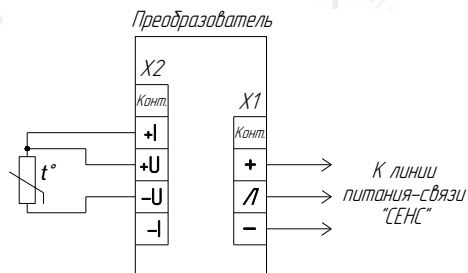 Преобразователь
X2
Конт.
+I
+U
-U
-I
t°
X1
Конт.
+
Л
-
К линии
питания-связи
"СЕНС"